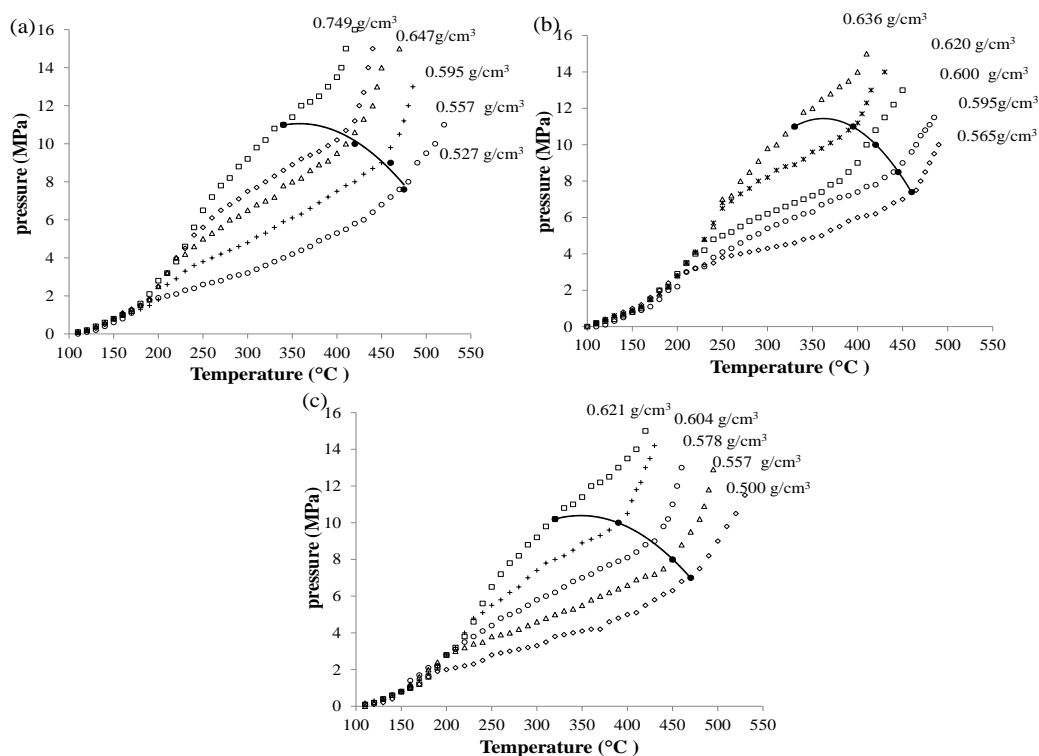 (a)
0.749 g/cm³
0.647g/cm³
0.595 g/cm³
0.557 g/cm³
0.527 g/cm³
16
14
12
10
8
6
4
2
0
pressure (MPa)
100 150 200 250 300 350 400 450 500 550
Temperature (°C )
(b)
0.636 g/cm³
0.620 g/cm³
0.600 g/cm³
0.595g/cm³
0.565g/cm³
16
14
12
10
8
6
4
2
0
pressure (MPa)
100 150 200 250 300 350 400 450 500 550
Temperature (°C )
(c)
0.621 g/cm³
0.604 g/cm³
0.578 g/cm³
0.557 g/cm³
0.500 g/cm³
16
14
12
10
8
6
4
2
0
pressure (MPa)
100 150 200 250 300 350 400 450 500 550
Temperature (°C )